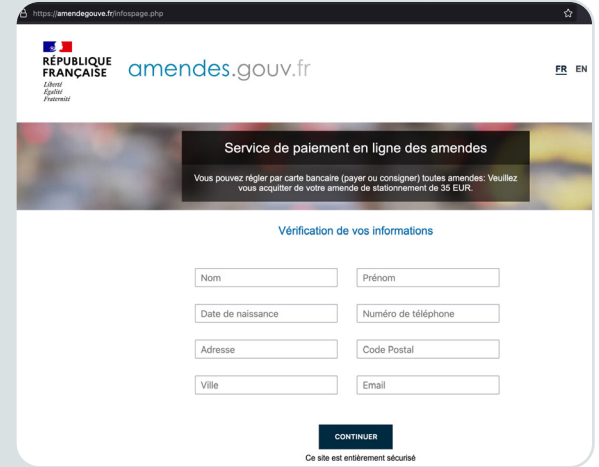 https://amendegouve.fr/infospage.php
RÉPUBLIQUE
FRANÇAISE
Liberté
Égalité
Fraternité
amendes.gouv.fr
FR EN
Service de paiement en ligne des amendes
Vous pouvez régler par carte bancaire (payer ou consigner) toutes amendes: Veuillez
vous acquitter de votre amende de stationnement de 35 EUR.
Vérification de vos informations
Nom Prénom
Date de naissance Numéro de téléphone
Adresse Code Postal
Ville Email
CONTINUER
Ce site est entièrement sécurisé